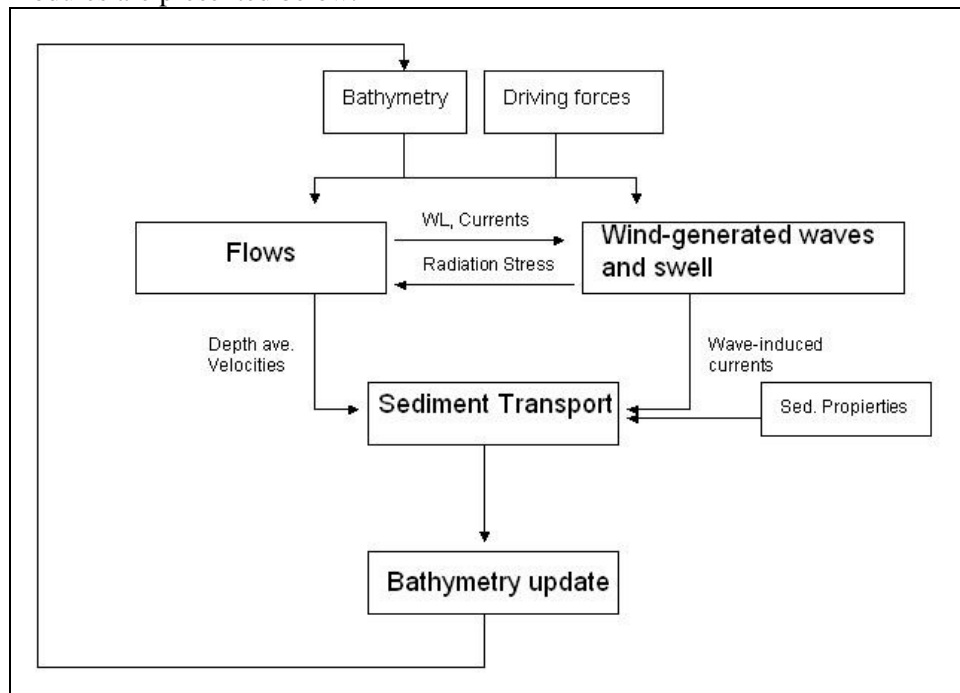 Bathymetry
Driving forces
WL, Currents
Flows
Wind-generated waves
and swell
Radiation Stress
Depth ave.
Velocities
Wave-induced
currents
Sediment Transport
Sed. Propierties
Bathymetry update